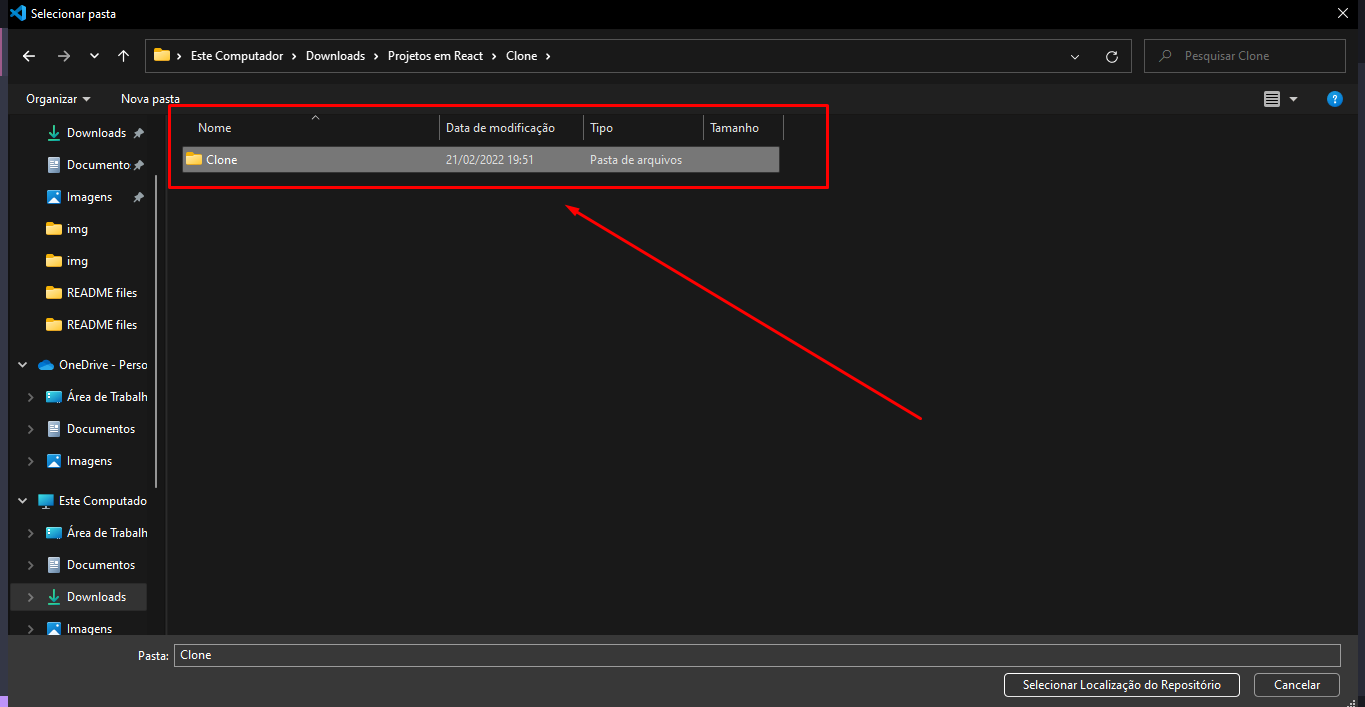 Selecionar pasta
Este Computador > Downloads > Projetos em React > Clone >
Pesquisar Clone
Organizar
Nova pasta
?
Downloads
Documento
Imagens
img
img
README files
README files
OneDrive - Perso
Área de Trabalh
Documentos
Imagens
Este Computado
Área de Trabalh
Documentos
Downloads
Imagens
Nome Data de modificação Tipo Tamanho
Clone 21/02/2022 19:51 Pasta de arquivos
Pasta: Clone
Selecionar Localização do Repositório
Cancelar